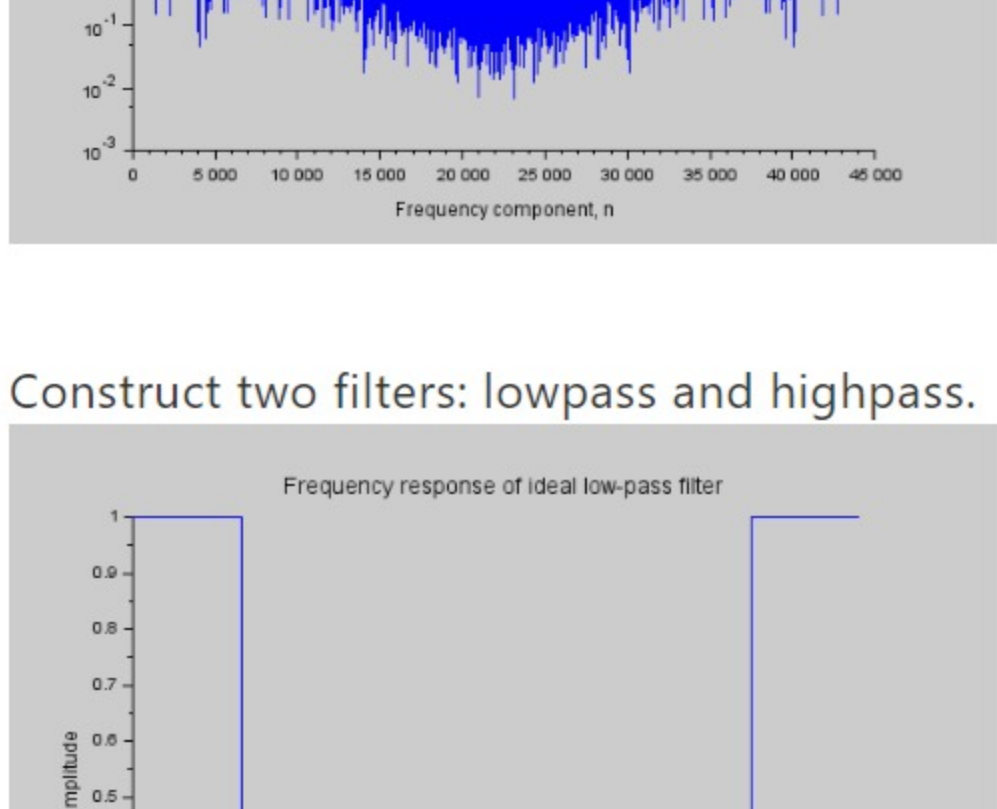 10-1
10-2
10-3
0 5 000 10 000 15 000 20 000 25 000 30 000 35 000 40 000 45 000
Frequency component, n
Construct two filters: lowpass and highpass.
Frequency response of ideal low-pass filter
1
0.9
0.8
0.7
0.6
0.5
mplitude